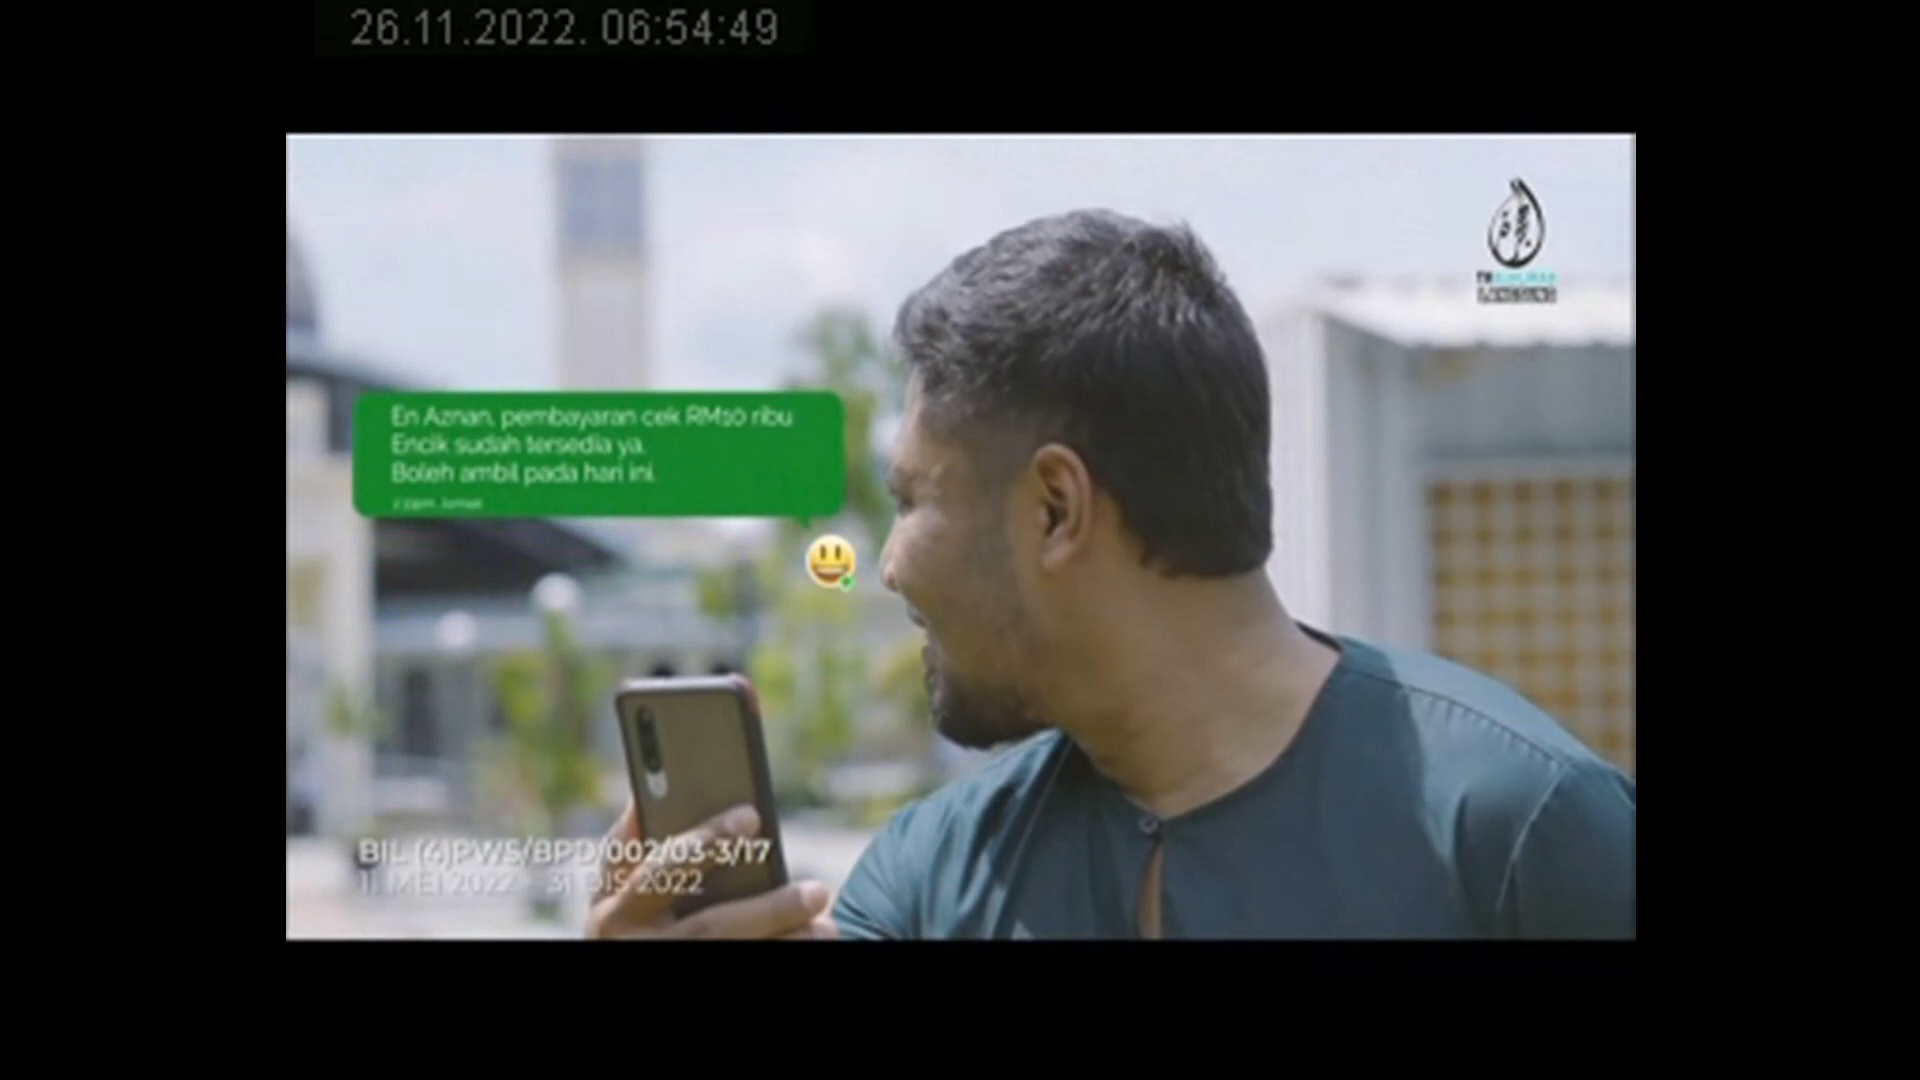 26.11.2022. 06:54:49
En Aznan, pembayaran cek RM10 ribu
Encik sudah tersedia ya.
Boleh ambil pada hari ini.
BIL (4)PWS/BPD/002/03-3/17
11 MEI 2022 - 31 DIS 2022